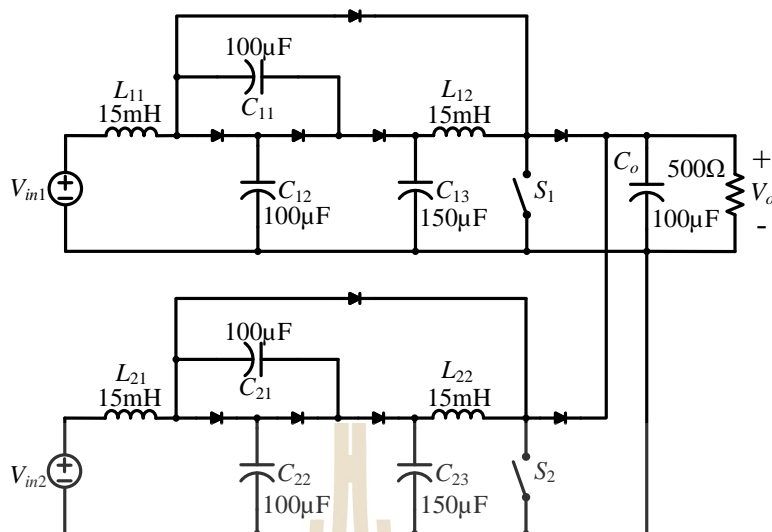 100µF
L11
15mH
C11
L12
15mH
Vin1
C12
100µF
C13
150µF
S1
Co
100µF
500Ω
+
Vo
-
100µF
L21
15mH
C21
L22
15mH
Vin2
C22
100µF
C23
150µF
S2